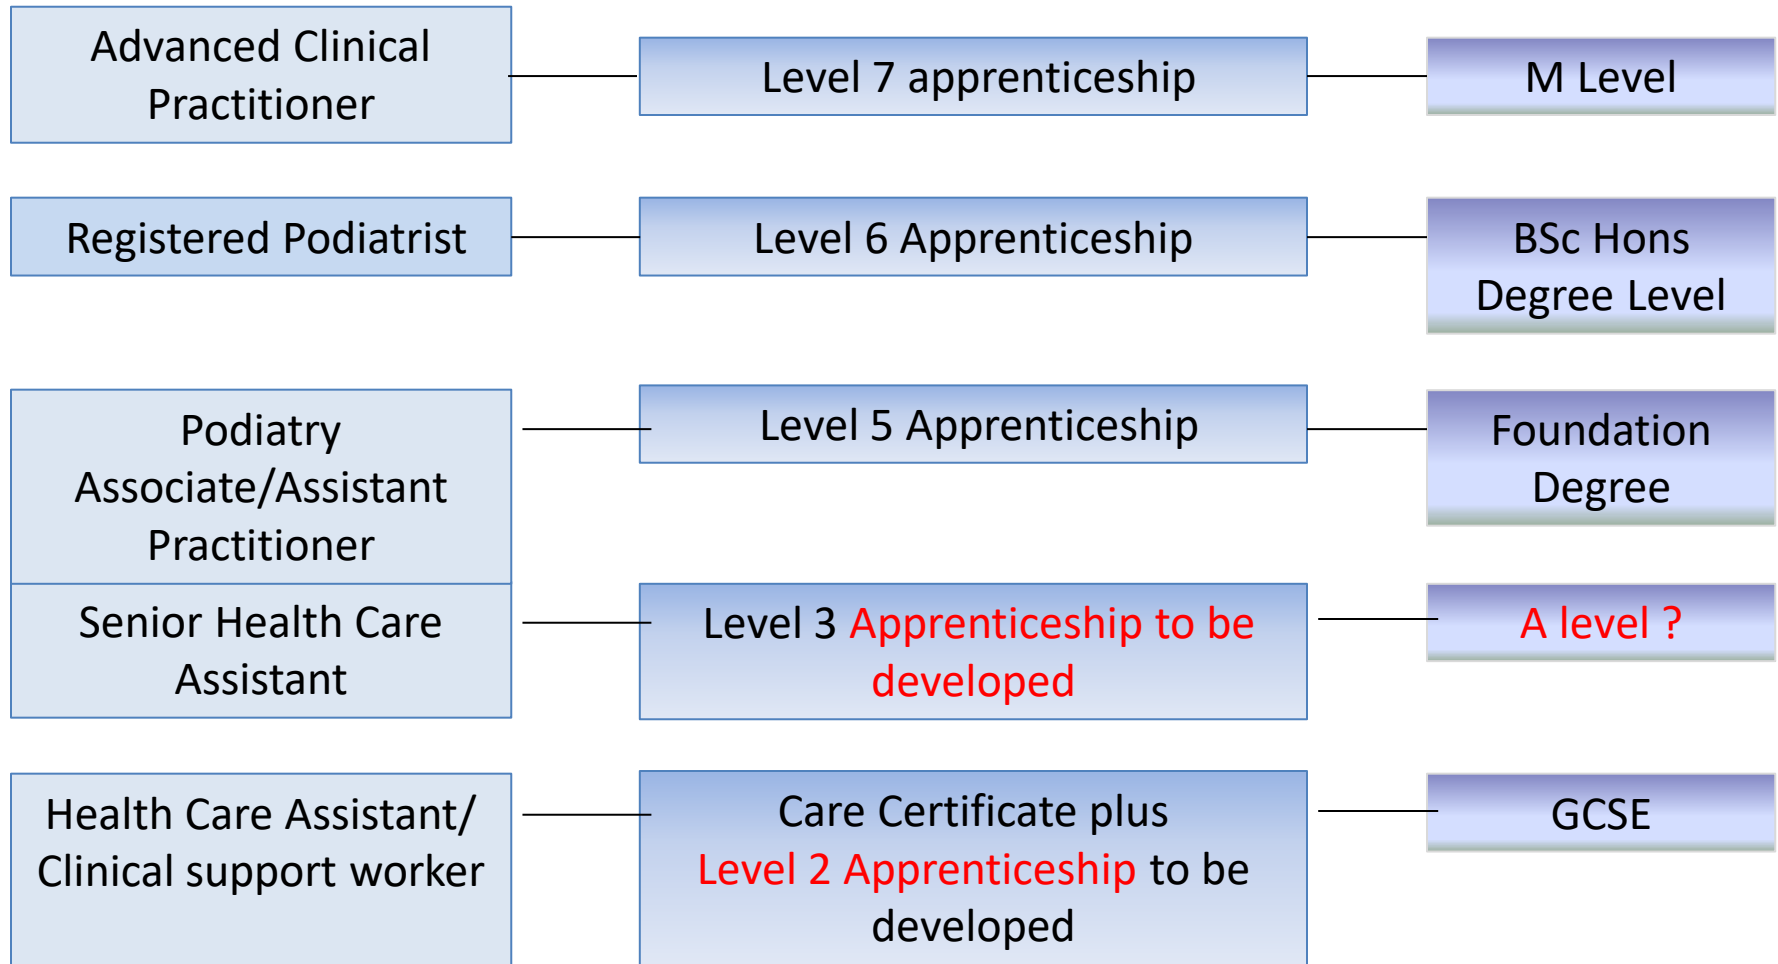 Advanced Clinical
Practitioner
Level 7 apprenticeship
M Level
Registered Podiatrist
Level 6 Apprenticeship
BSc Hons
Degree Level
Podiatry
Associate/Assistant
Practitioner
Level 5 Apprenticeship
Foundation
Degree
Senior Health Care
Assistant
Level 3 Apprenticeship to be
developed
A level ?
Health Care Assistant/
Clinical support worker
Care Certificate plus
Level 2 Apprenticeship to be
developed
GCSE